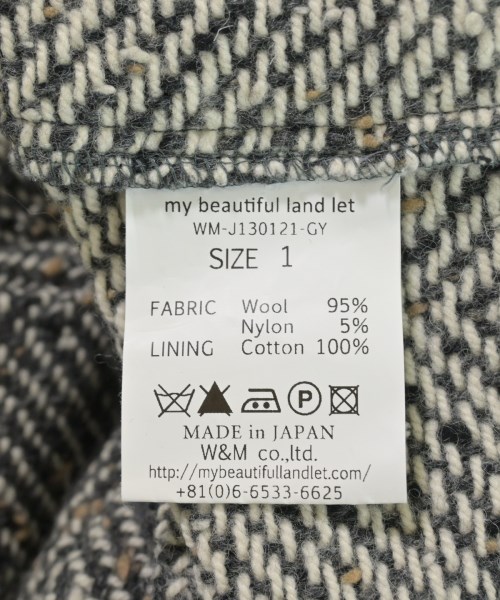 my beautiful land let
WM-J130121-GY
SIZE 1
FABRIC Wool 95%
Nylon 5%
LINING Cotton 100%
P
MADE in JAPAN
W&M co.,ltd.
http://mybeautifullandlet.com/
+81(0)6-6533-6625